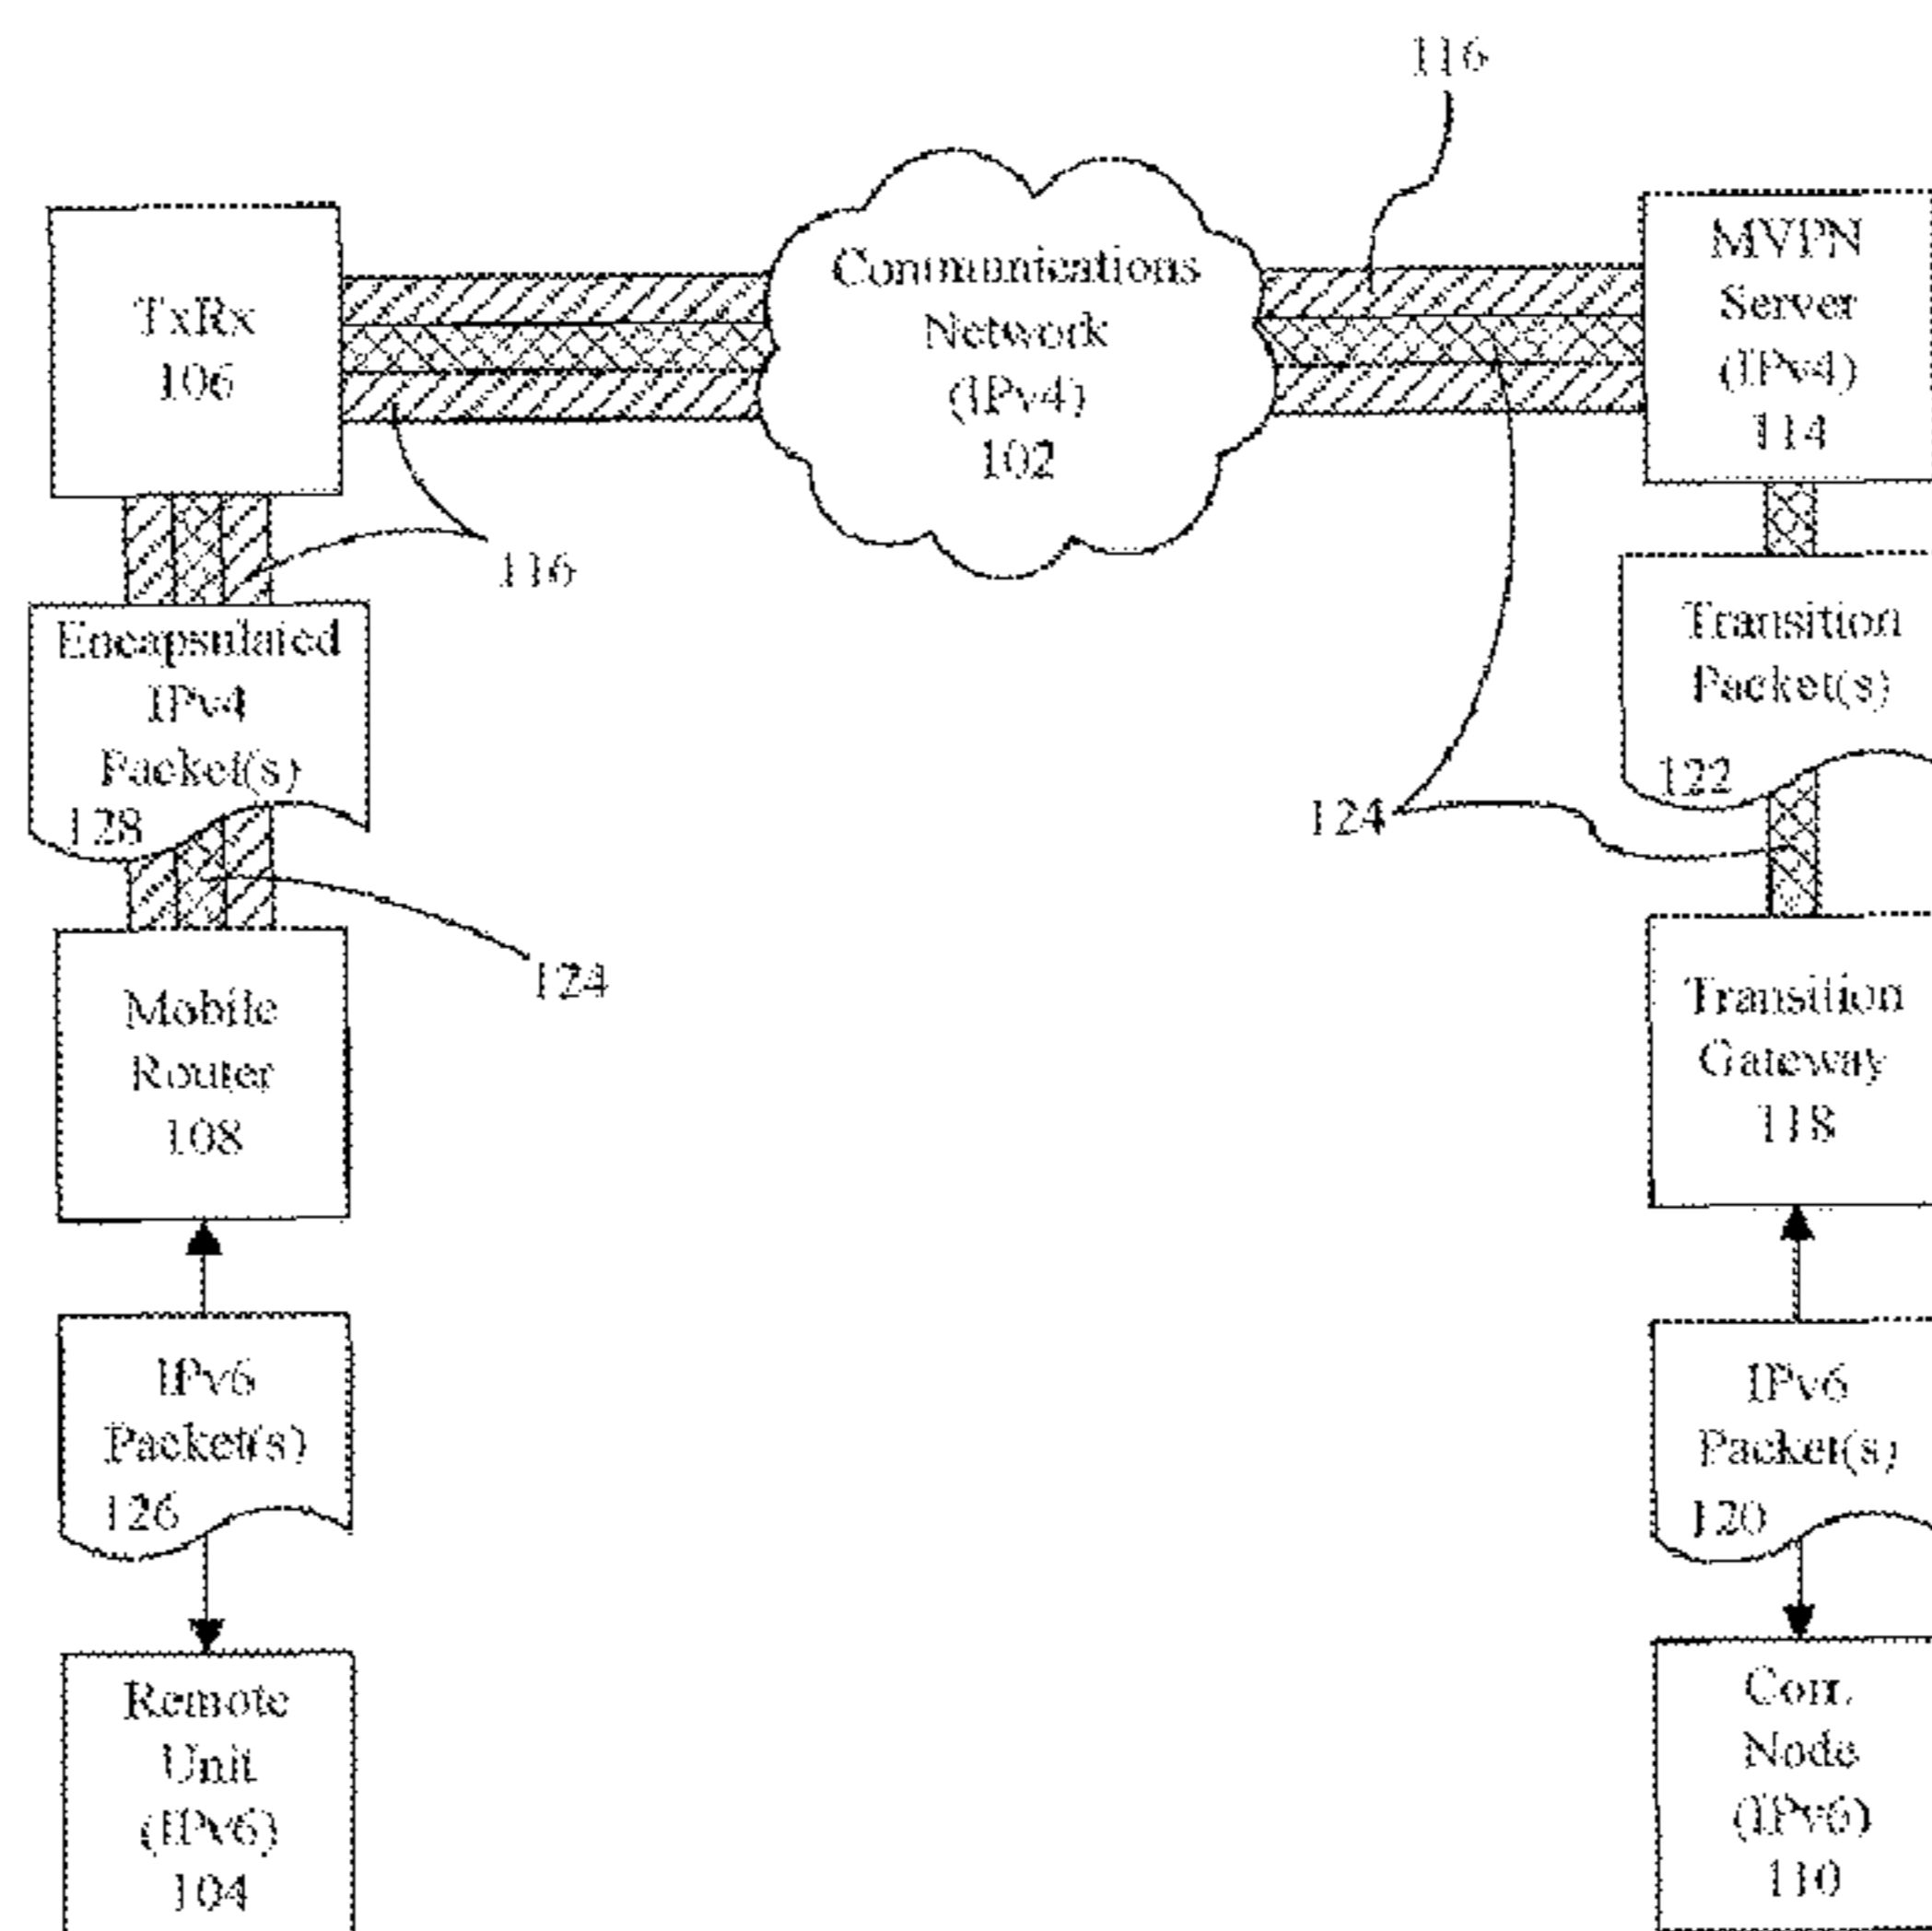 116
TxRx
106
Communications
Network
(IPv4)
102
MVPN
Server
(IPv4)
114
116
Encapsulated
IPv4
Packet(s)
128
Transition
Packet(s)
122
124
124
Mobile
Router
108
Transition
Gateway
118
IPv6
Packet(s)
126
IPv6
Packet(s)
120
Remote
Unit
(IPv6)
104
Corr.
Node
(IPv6)
110